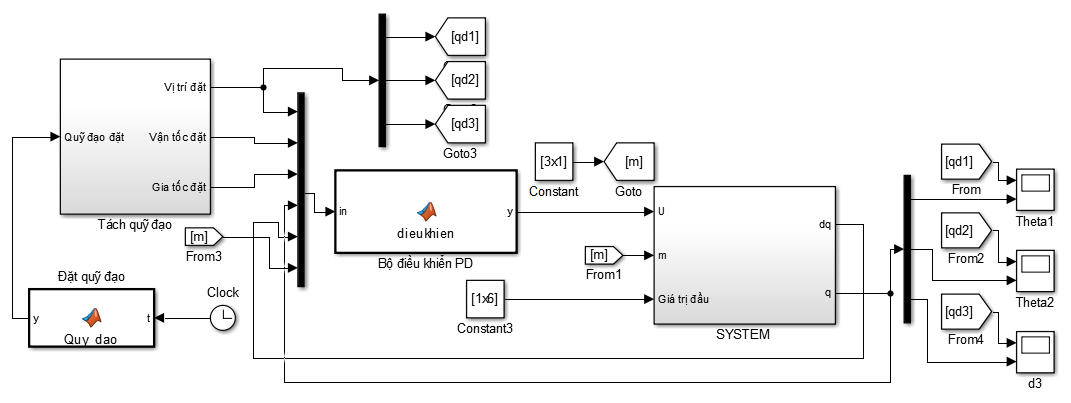 Quỹ đạo đặt
Vị trí đặt
Vận tốc đặt
Gia tốc đặt
Tách quỹ đạo
[m]
From3
Đặt quỹ đạo
y
t
Quy dao
Clock
[qd1]
[qd2]
[qd3]
Goto3
in
y
dieukhien
Bộ điều khiển PD
[3x1]
Constant
[m]
Goto
[m]
From1
[1x6]
Constant3
U
m
Giá trị đầu
dq
q
SYSTEM
[qd1]
From
Theta1
[qd2]
From2
Theta2
[qd3]
From4
d3